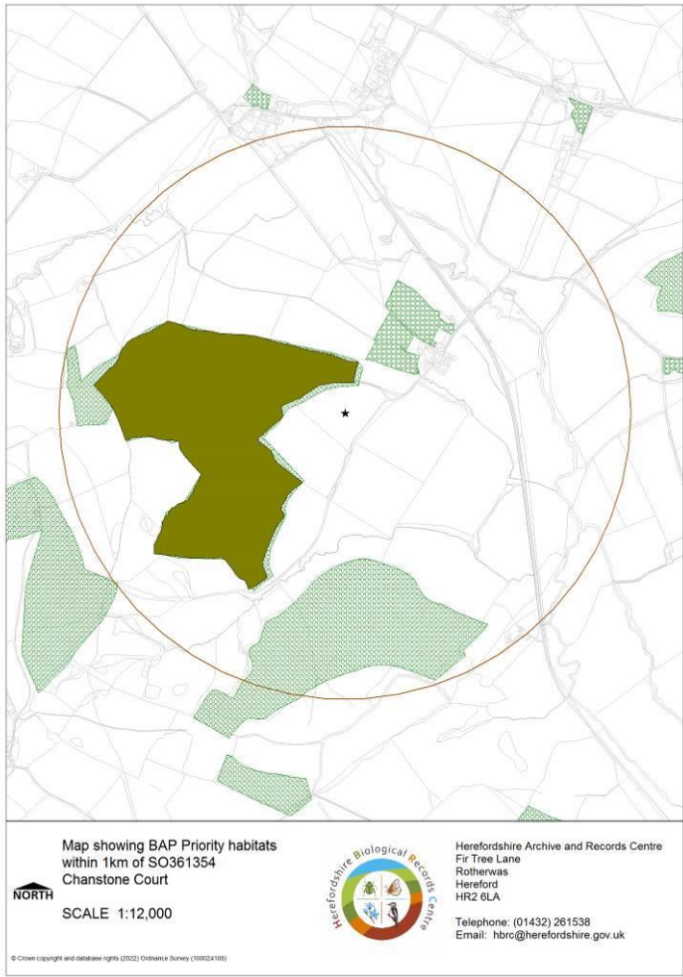 Map showing BAP Priority habitats
within 1km of SO361354
Chanstone Court
NORTH
SCALE 1:12,000
© Crown copyright and database rights (2022) Ordnance Survey (100024168)
Herefordshire Biological Records Centre
Herefordshire Archive and Records Centre
Fir Tree Lane
Rotherwas
Hereford
HR2 6LA
Telephone: (01432) 261538
Email: hbrc@herefordshire.gov.uk